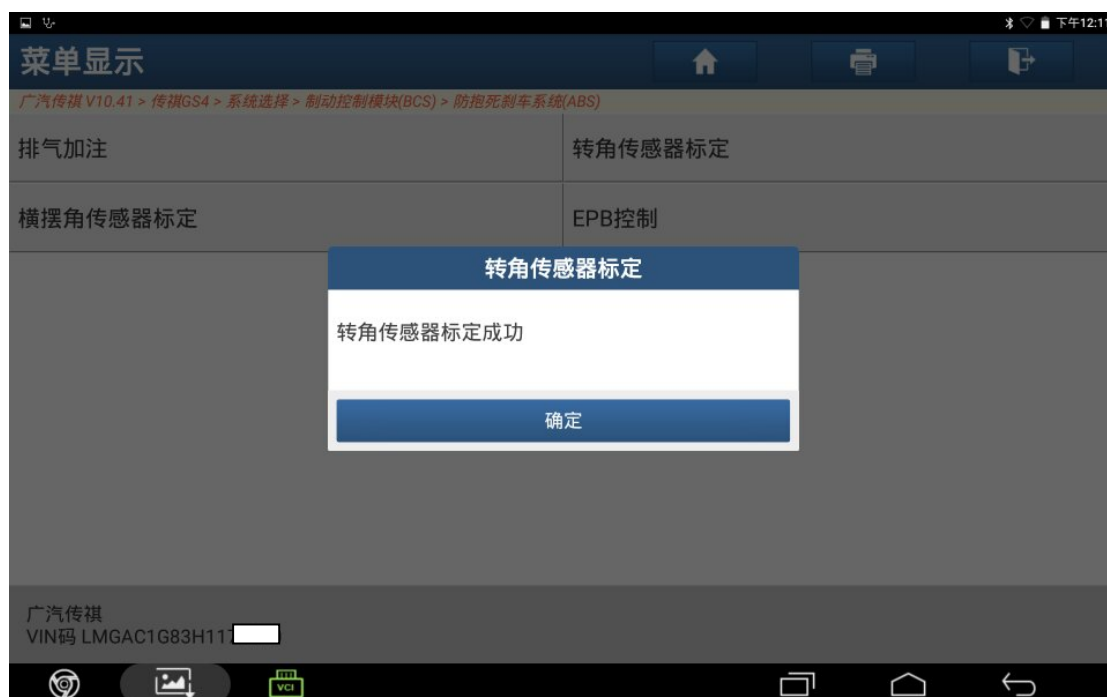 下午12:11
菜单显示
广汽传祺 V10.41 > 传祺GS4 > 系统选择 > 制动控制模块(BCS) > 防抱死刹车系统(ABS)
排气加注
转角传感器标定
横摆角传感器标定
EPB控制
转角传感器标定
转角传感器标定成功
确定
广汽传祺
VIN码 LMGAC1G83H11
VCI